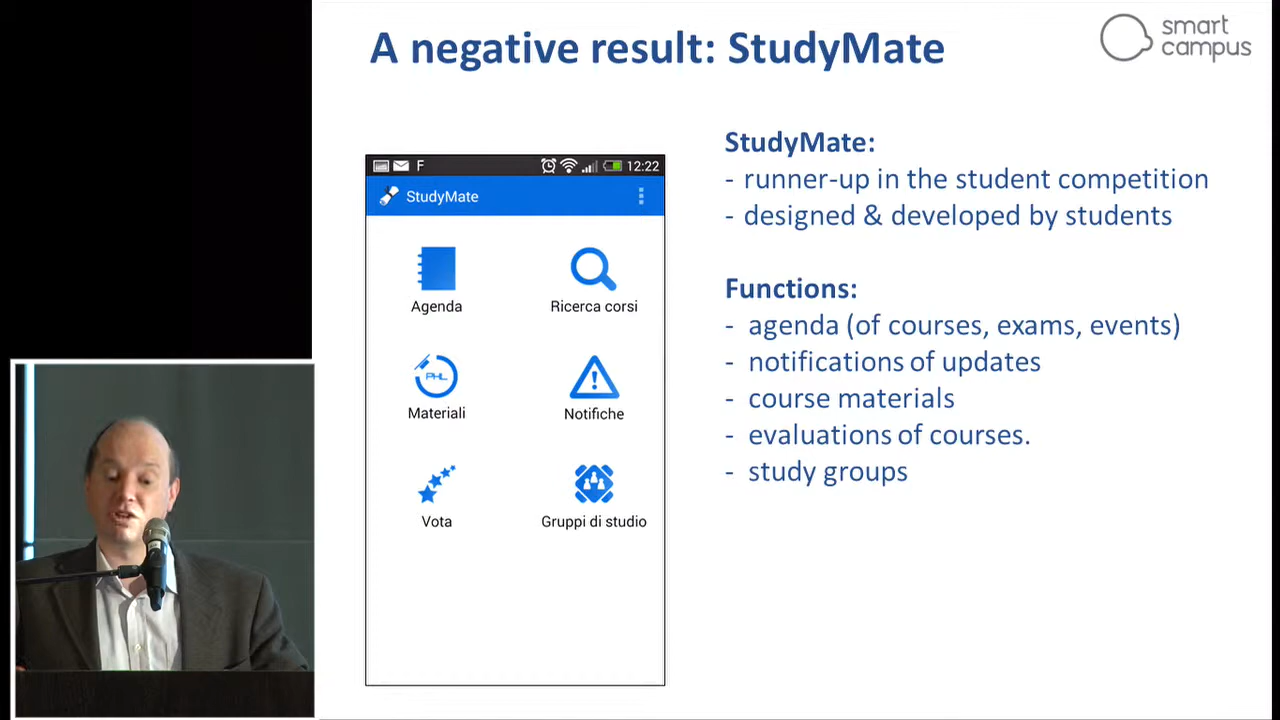 A negative result: StudyMate
smart
campus
F
12:22
StudyMate
Agenda
Ricerca corsi
PHL
Materiali
Notifiche
Vota
Gruppi di studio
StudyMate:
- runner-up in the student competition
- designed & developed by students
Functions:
- agenda (of courses, exams, events)
- notifications of updates
- course materials
- evaluations of courses.
- study groups